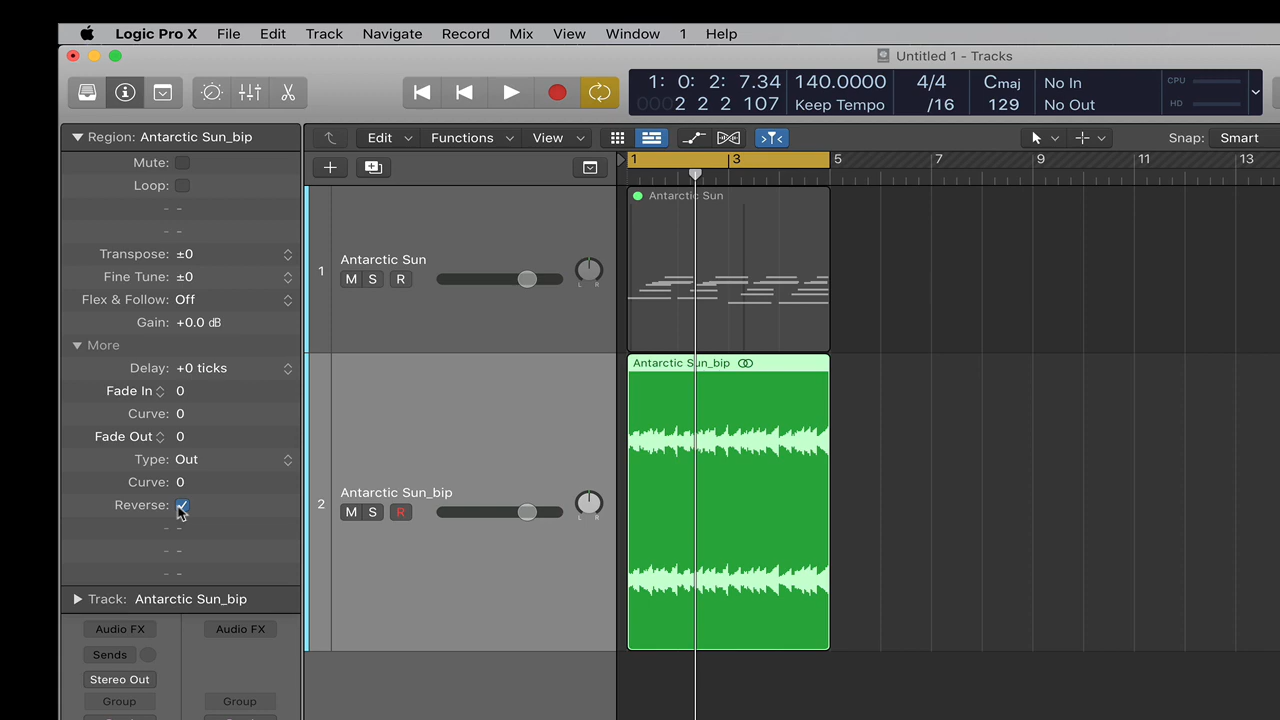 Logic Pro X File Edit Track Navigate Record Mix View Window 1 Help
Untitled 1 - Tracks
1: 0: 2: 7.34 140.0000 4/4 Cmaj No In CPU
0002 2 2 107 Keep Tempo /16 129 No Out HD
Region: Antarctic Sun_bip
Mute:
Loop:
- -
- -
Transpose: ±0
Fine Tune: ±0
Flex & Follow: Off
Gain: +0.0 dB
More
Delay: +0 ticks
Fade In 0
Curve: 0
Fade Out 0
Type: Out
Curve: 0
Reverse:
- -
- -
- -
Track: Antarctic Sun_bip
Audio FX Audio FX
Sends
Stereo Out
Group Group
Edit Functions View Snap: Smart
1 3 5 7 9 11 13
1
Antarctic Sun
M S R
L R
Antarctic Sun
2
Antarctic Sun_bip
M S R
L R
Antarctic Sun_bip